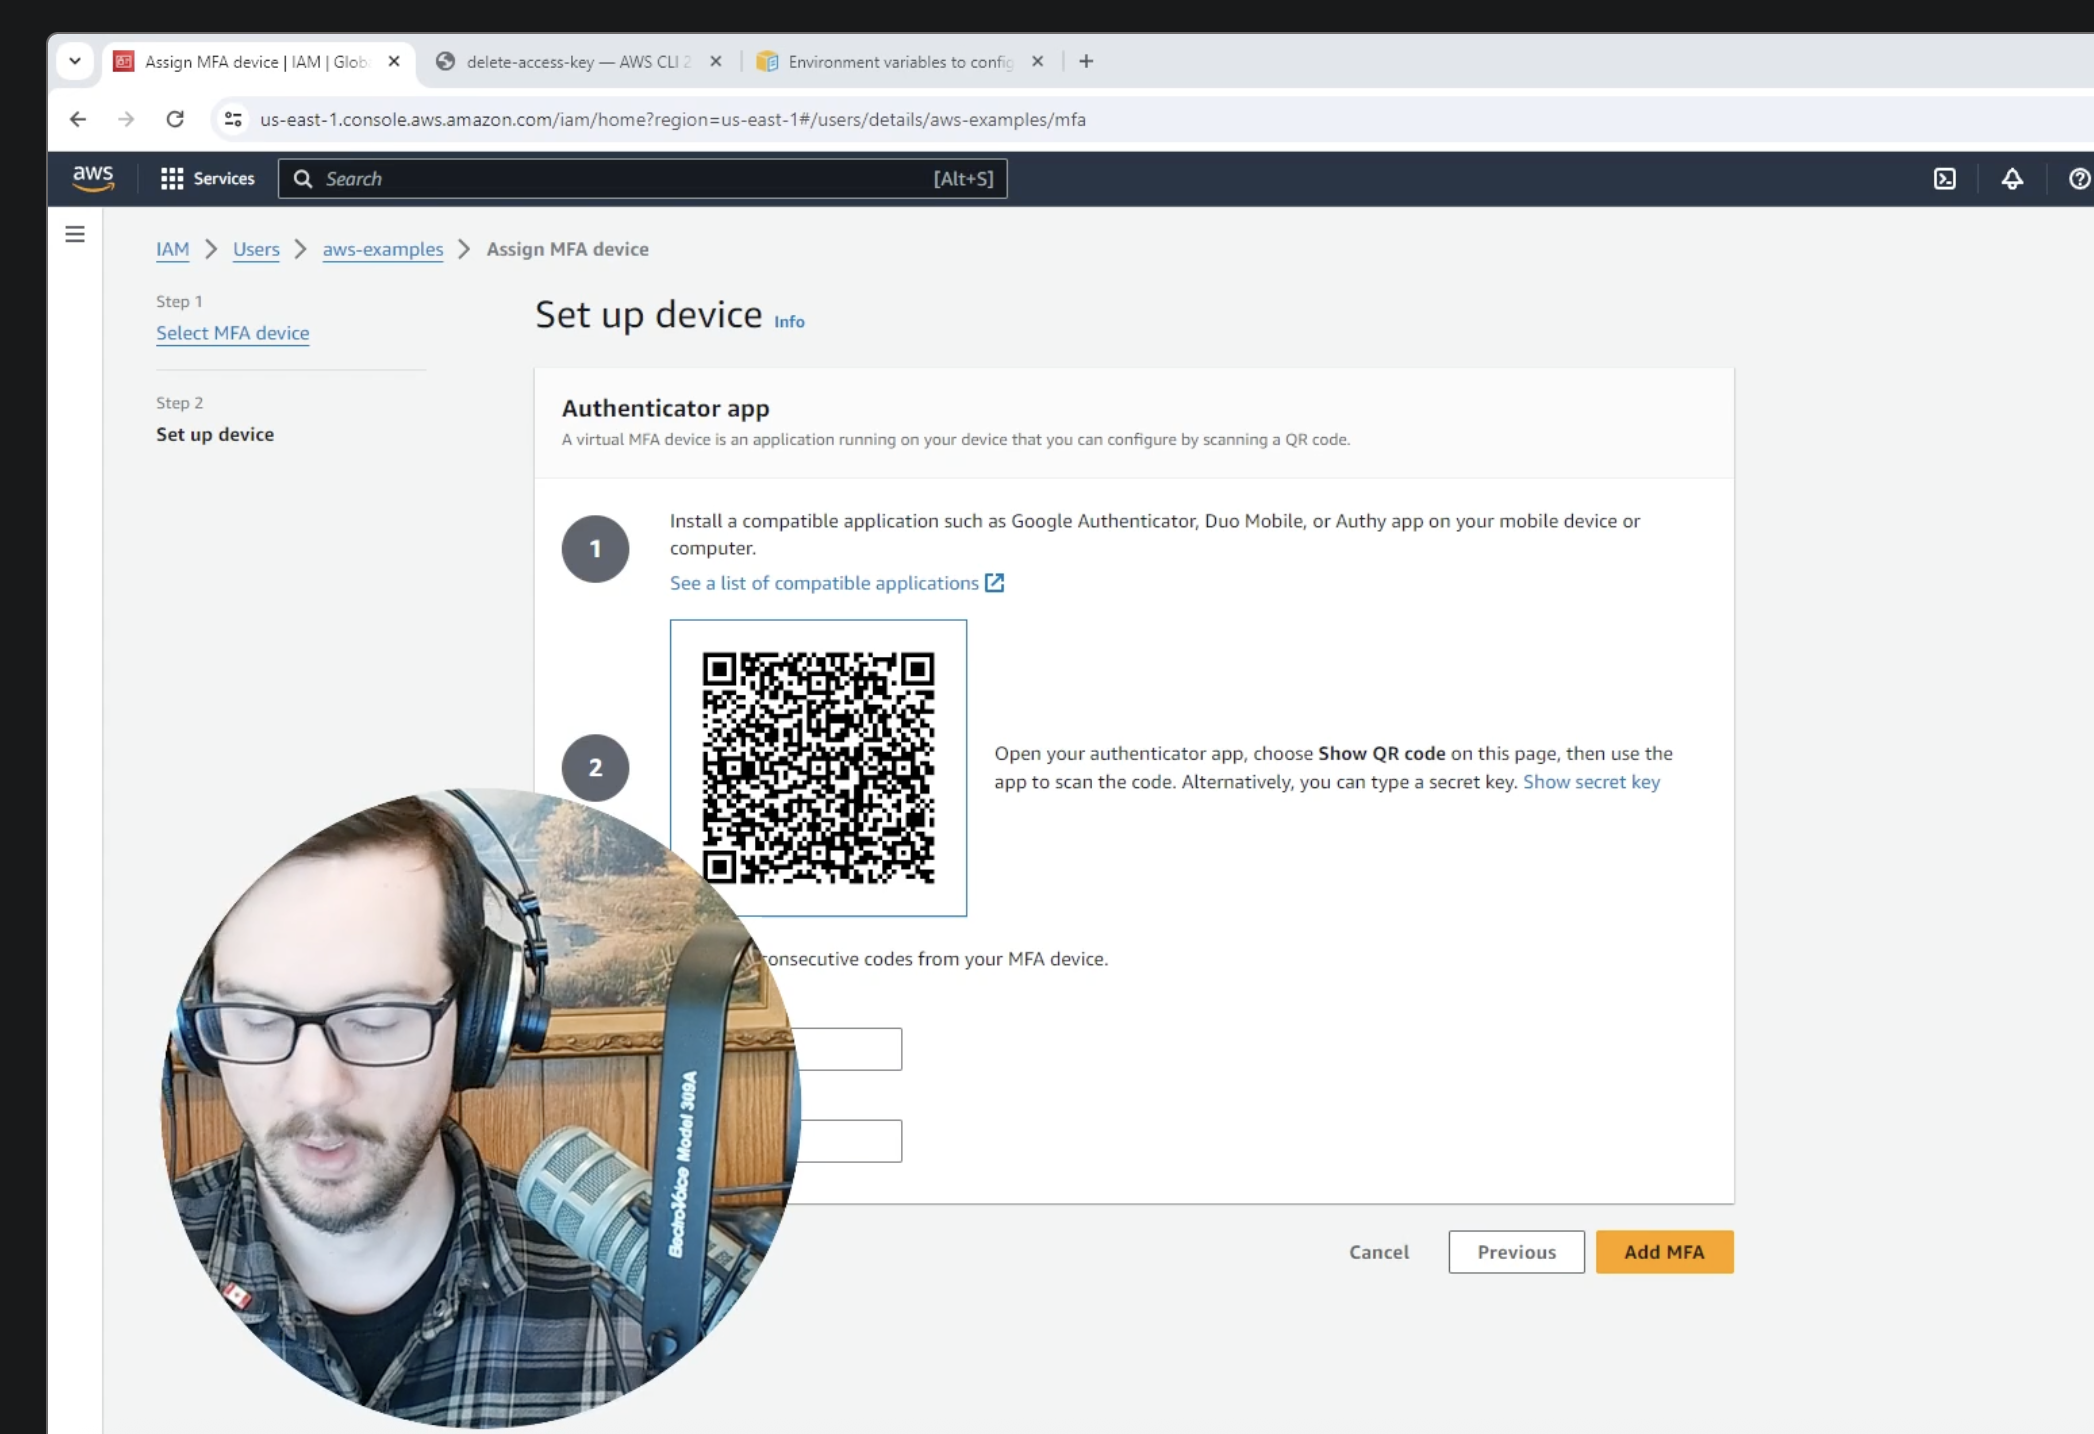 Assign MFA device | IAM | Glob
delete-access-key — AWS CLI 2
Environment variables to config
us-east-1.console.aws.amazon.com/iam/home?region=us-east-1#/users/details/aws-examples/mfa
aws
Services
Search
[Alt+S]
IAM > Users > aws-examples > Assign MFA device
Step 1
Select MFA device
Step 2
Set up device
Set up device Info
Authenticator app
A virtual MFA device is an application running on your device that you can configure by scanning a QR code.
1
Install a compatible application such as Google Authenticator, Duo Mobile, or Authy app on your mobile device or
computer.
See a list of compatible applications
2
Open your authenticator app, choose Show QR code on this page, then use the
app to scan the code. Alternatively, you can type a secret key. Show secret key
onsecutive codes from your MFA device.
ElectroVoice Model 309A
Cancel
Previous
Add MFA